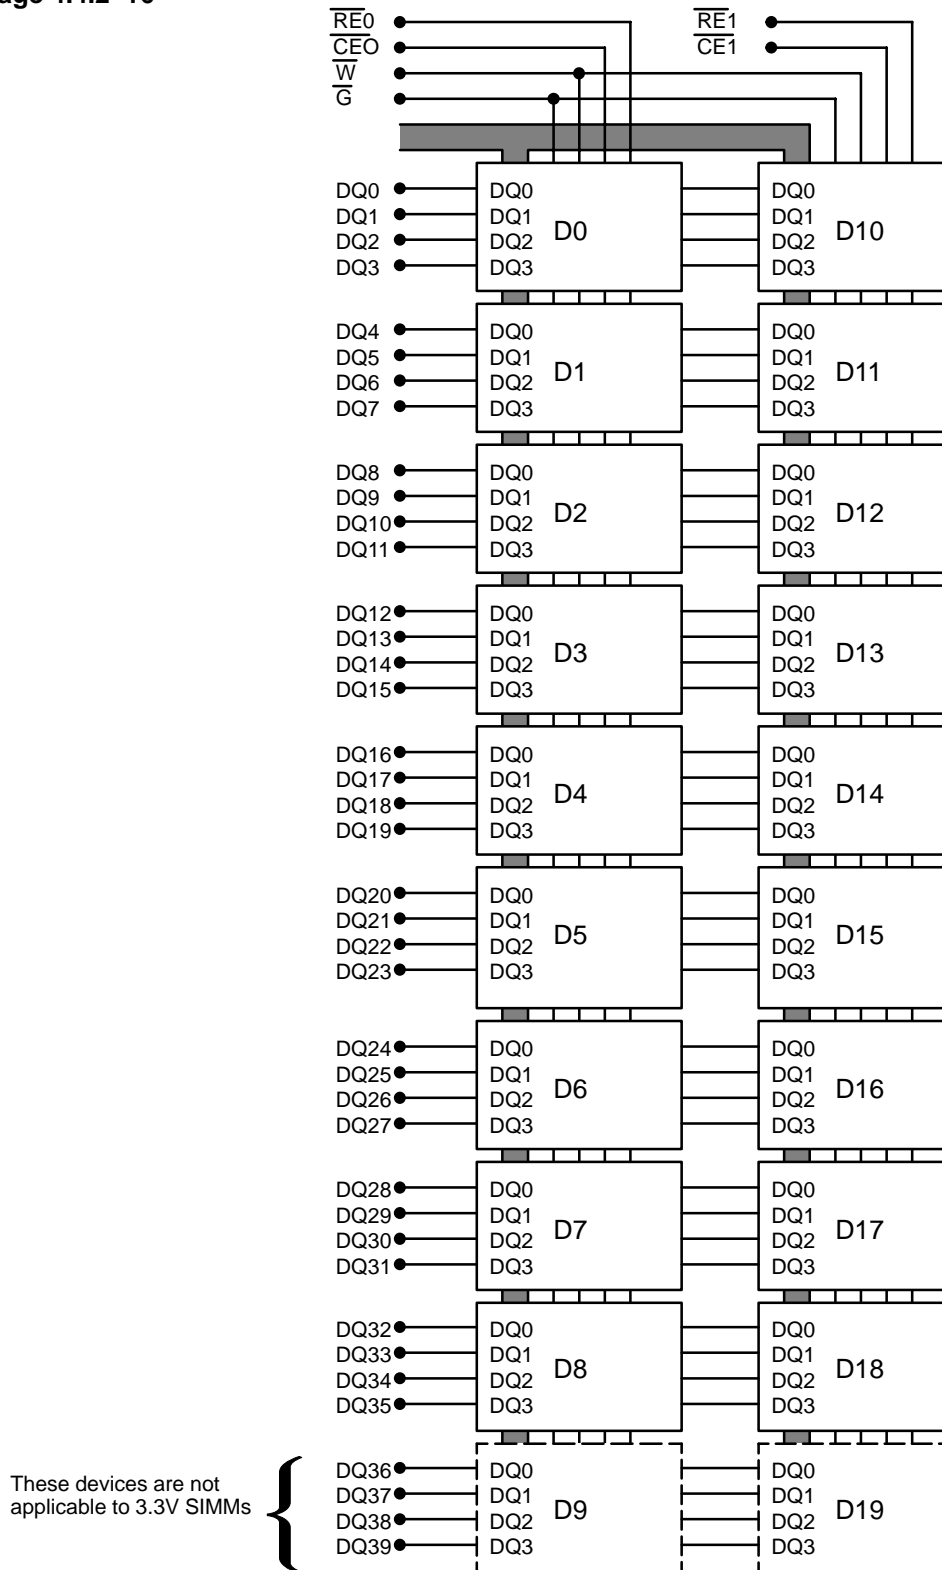 age 4.4.2–10
RE0 RE1
CEO CE1
W
G
DQ0 DQ0 DQ0
DQ1 DQ1 DQ1
DQ2 DQ2 DQ2
DQ3 DQ3 DQ3
D0 D10
DQ4 DQ0 DQ0
DQ5 DQ1 DQ1
DQ6 DQ2 DQ2
DQ7 DQ3 DQ3
D1 D11
DQ8 DQ0 DQ0
DQ9 DQ1 DQ1
DQ10 DQ2 DQ2
DQ11 DQ3 DQ3
D2 D12
DQ12 DQ0 DQ0
DQ13 DQ1 DQ1
DQ14 DQ2 DQ2
DQ15 DQ3 DQ3
D3 D13
DQ16 DQ0 DQ0
DQ17 DQ1 DQ1
DQ18 DQ2 DQ2
DQ19 DQ3 DQ3
D4 D14
DQ20 DQ0 DQ0
DQ21 DQ1 DQ1
DQ22 DQ2 DQ2
DQ23 DQ3 DQ3
D5 D15
DQ24 DQ0 DQ0
DQ25 DQ1 DQ1
DQ26 DQ2 DQ2
DQ27 DQ3 DQ3
D6 D16
DQ28 DQ0 DQ0
DQ29 DQ1 DQ1
DQ30 DQ2 DQ2
DQ31 DQ3 DQ3
D7 D17
DQ32 DQ0 DQ0
DQ33 DQ1 DQ1
DQ34 DQ2 DQ2
DQ35 DQ3 DQ3
D8 D18
These devices are not
applicable to 3.3V SIMMs
DQ36 DQ0 DQ0
DQ37 DQ1 DQ1
DQ38 DQ2 DQ2
DQ39 DQ3 DQ3
D9 D19